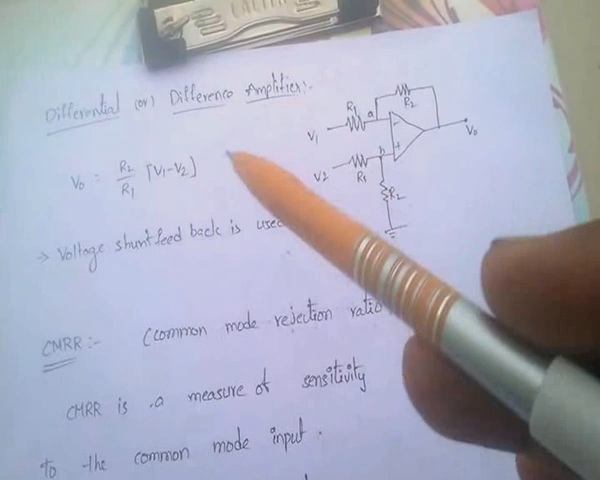 Differential (or) Difference Amplifier:-
R1
a
R2
V1
-
Vo
V2
R1
b
+
R2
Vo = R2/R1 [V1-V2]
→ Voltage shunt feed back is used
CMRR :- (Common mode rejection ratio
CMRR is a measure of sensitivity
to the common mode input.